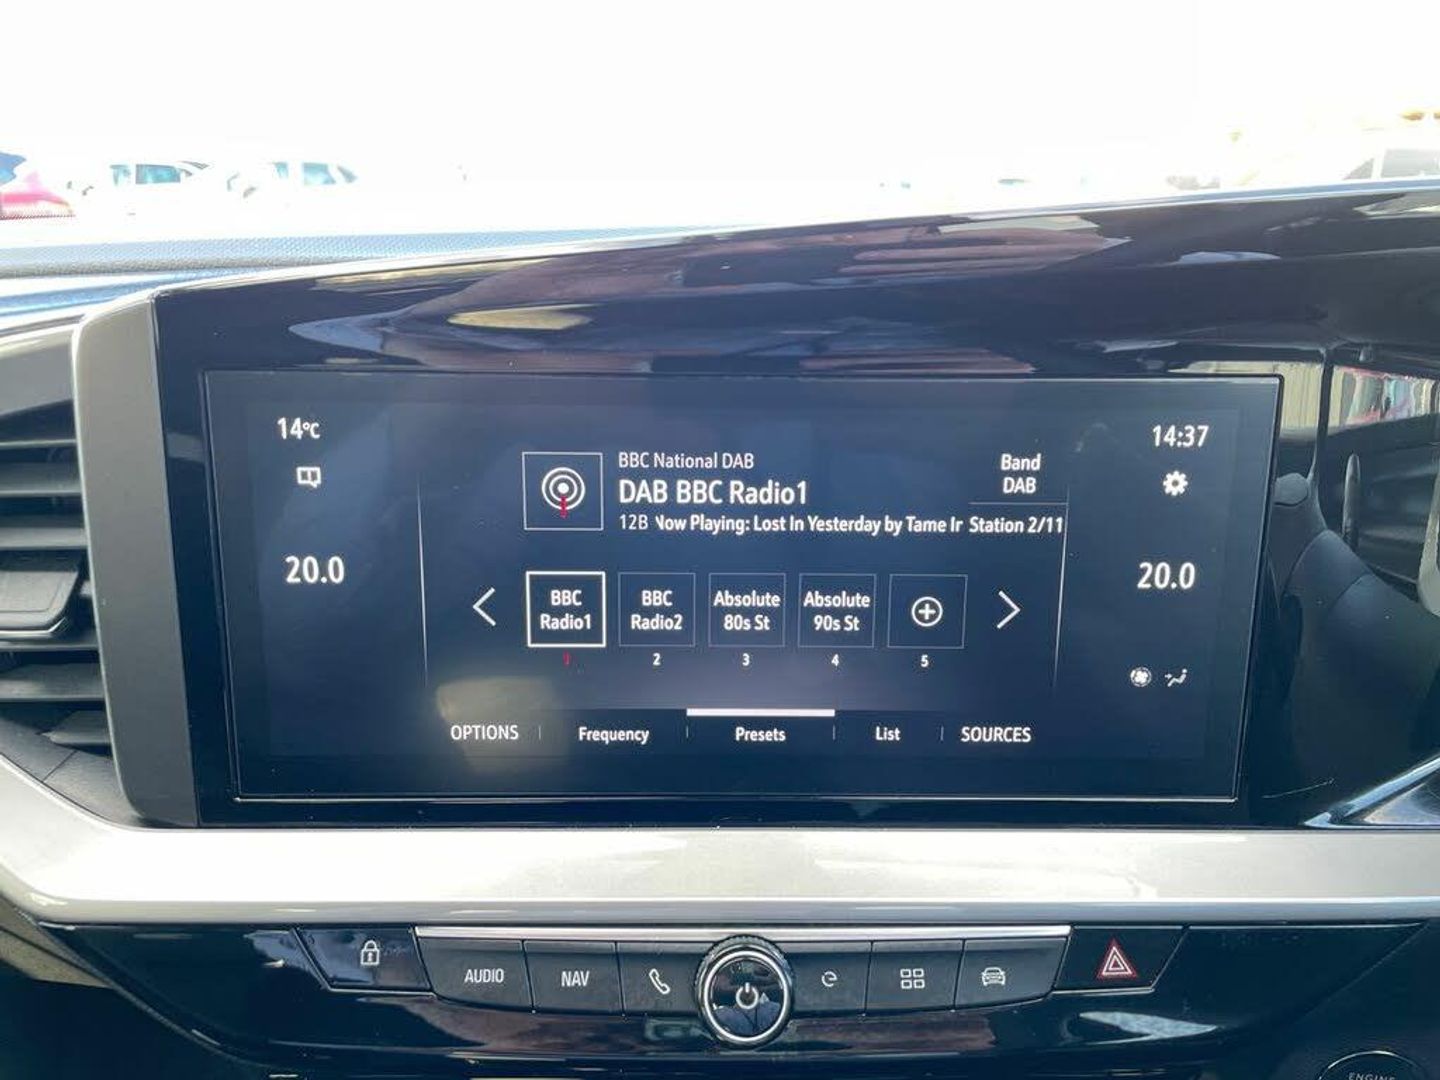 14°C
14:37
BBC National DAB
DAB BBC Radio1
12B Now Playing: Lost In Yesterday by Tame Ir
Band
DAB
Station 2/11
20.0
20.0
BBC
Radio1
BBC
Radio2
Absolute
80s St
Absolute
90s St
1
2
3
4
5
OPTIONS
Frequency
Presets
List
SOURCES
AUDIO
NAV
ENGINE